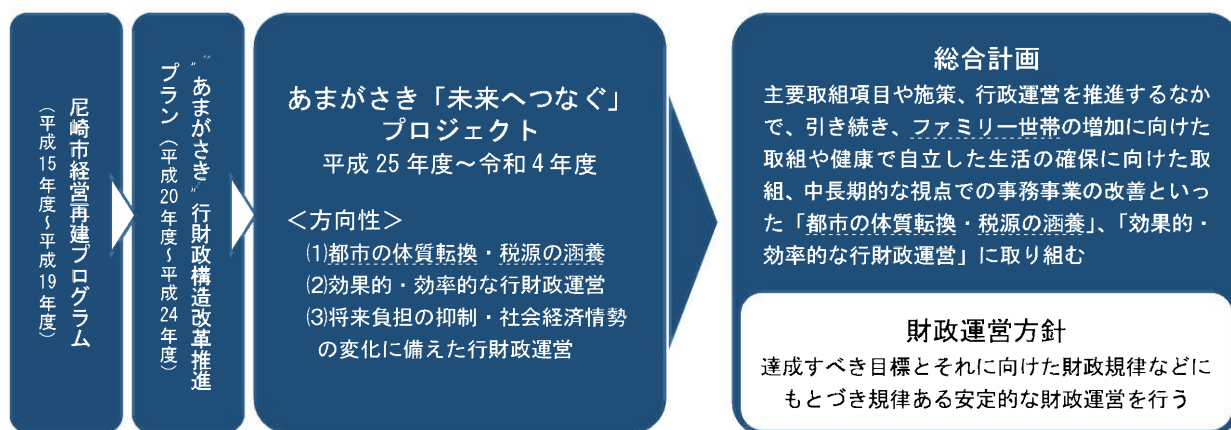 尼崎市経営再建プログラム
（平成15年度～平成19年度）
“あまがさき”行財政構造改革推進
プラン（平成20年度～平成24年度）
あまがさき「未来へつなぐ」
プロジェクト
平成 25 年度～令和 4 年度
＜方向性＞
⑴都市の体質転換・税源の涵養
⑵効果的・効率的な行財政運営
⑶将来負担の抑制・社会経済情勢
の変化に備えた行財政運営
総合計画
主要取組項目や施策、行政運営を推進するなか
で、引き続き、ファミリー世帯の増加に向けた
取組や健康で自立した生活の確保に向けた取
組、中長期的な視点での事務事業の改善といっ
た「都市の体質転換・税源の涵養」、「効果的・
効率的な行財政運営」に取り組む
財政運営方針
達成すべき目標とそれに向けた財政規律などに
もとづき規律ある安定的な財政運営を行う